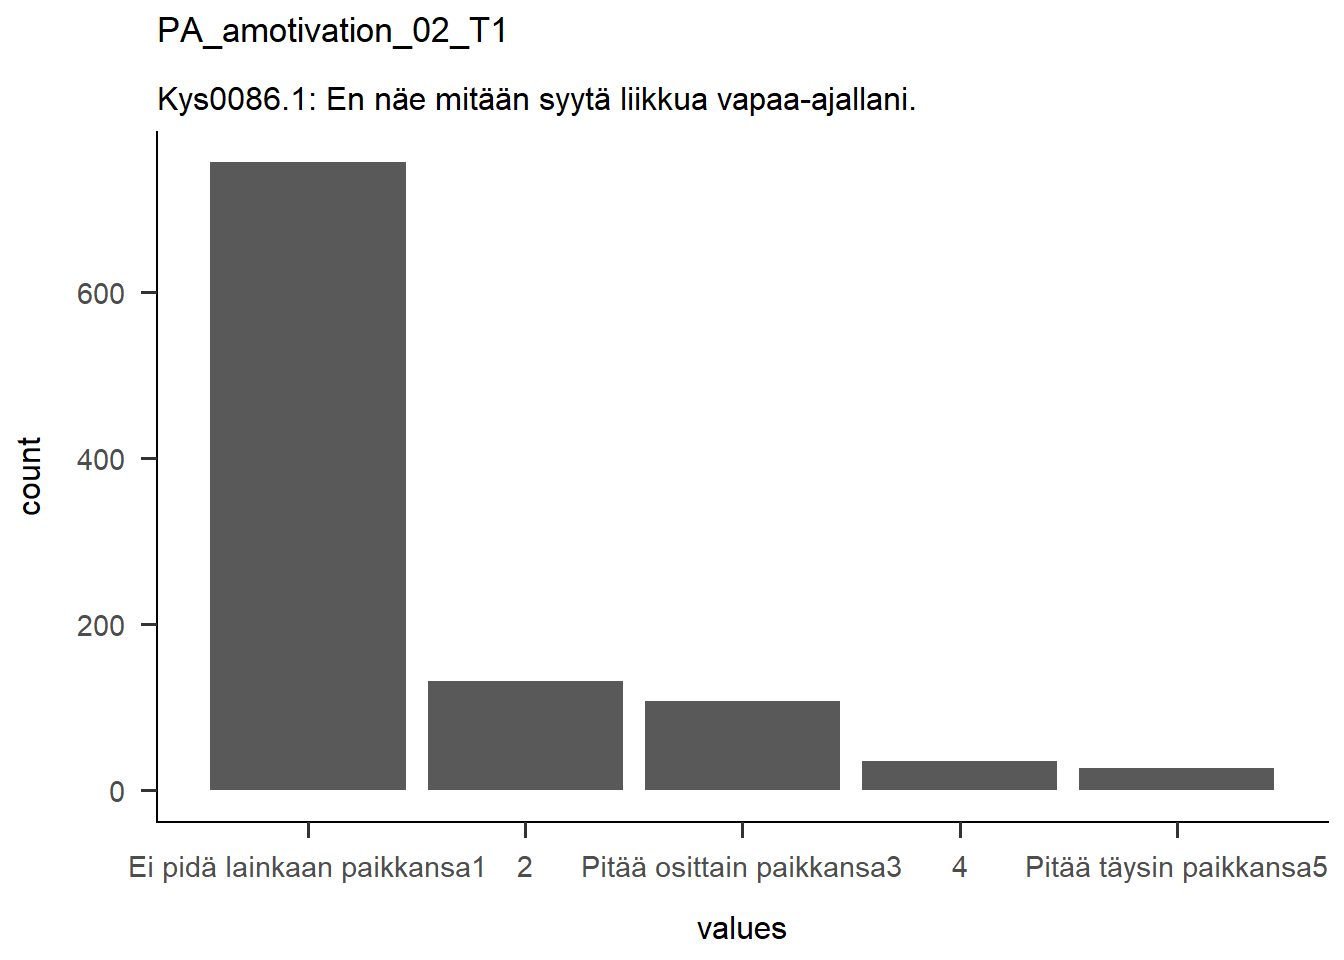 PA_amotivation_02_T1
Kys0086.1: En näe mitään syytä liikkua vapaa-ajallani.
count
600
400
200
0
Ei pidä lainkaan paikkansa1 2 Pitää osittain paikkansa3 4 Pitää täysin paikkansa5
values